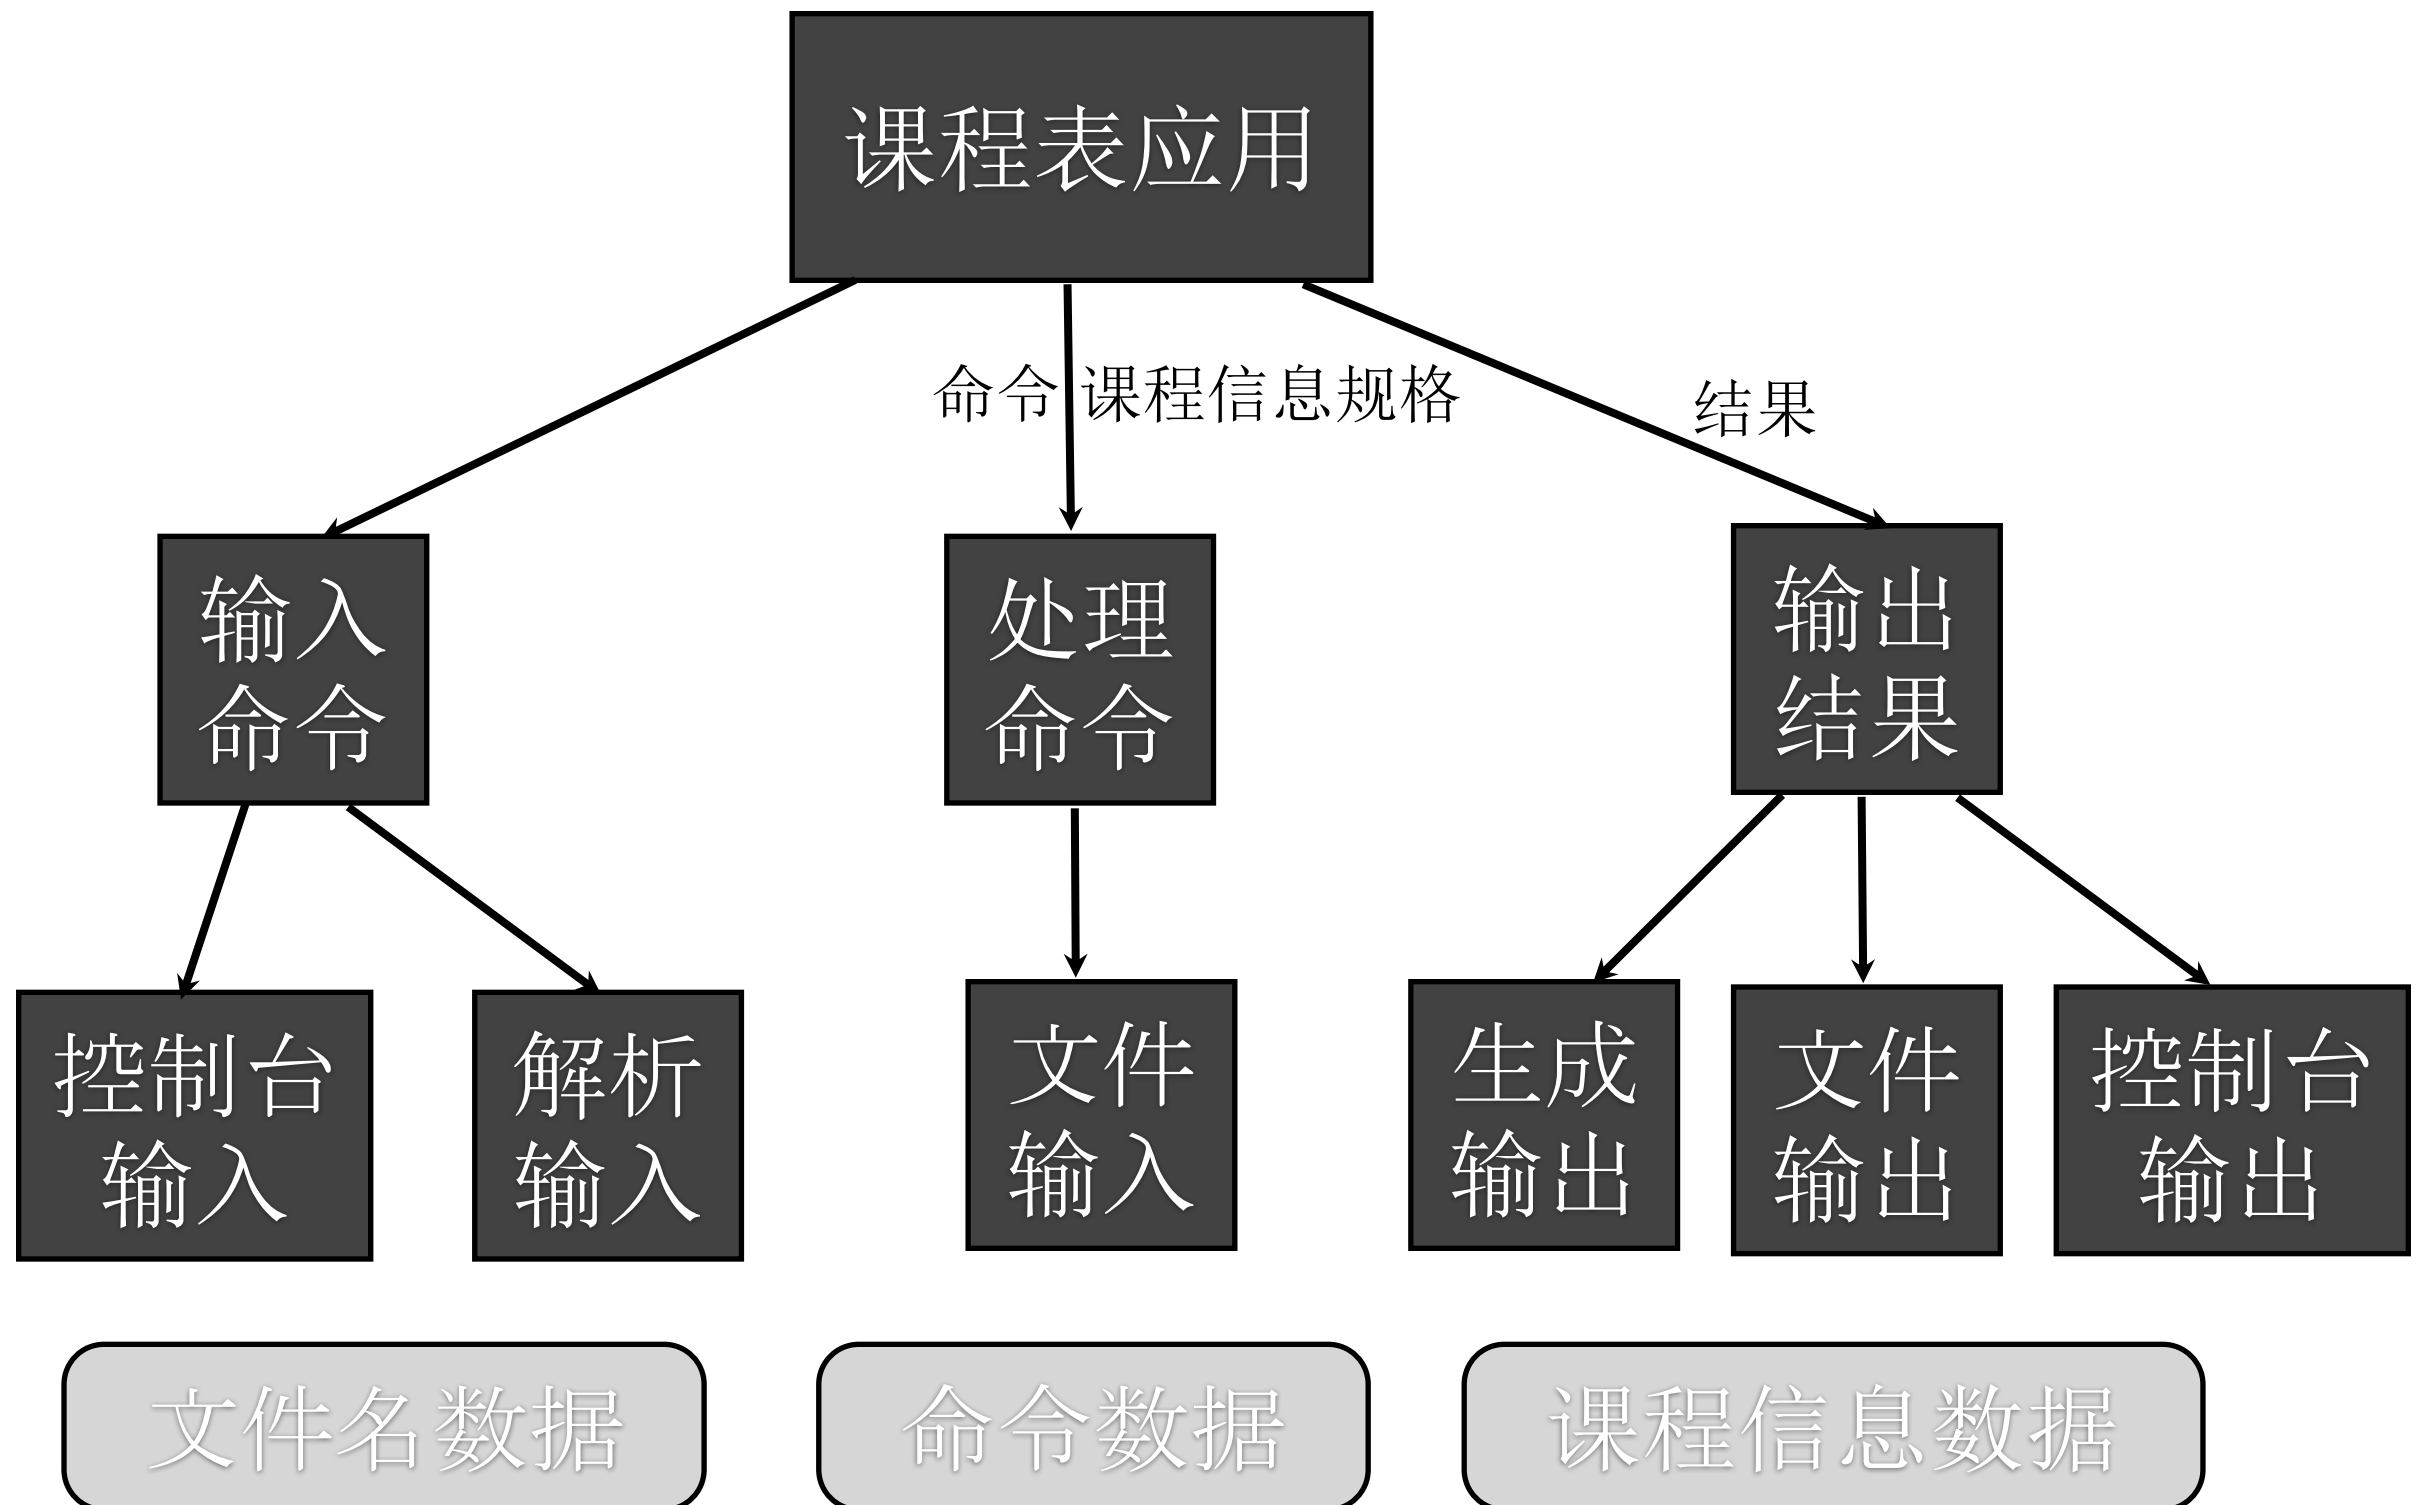 课程表应用
命令 课程信息规格
结果
输入
命令
处理
命令
输出
结果
控制台
输入
解析
输入
文件
输入
生成
输出
文件
输出
控制台
输出
文件名数据
命令数据
课程信息数据